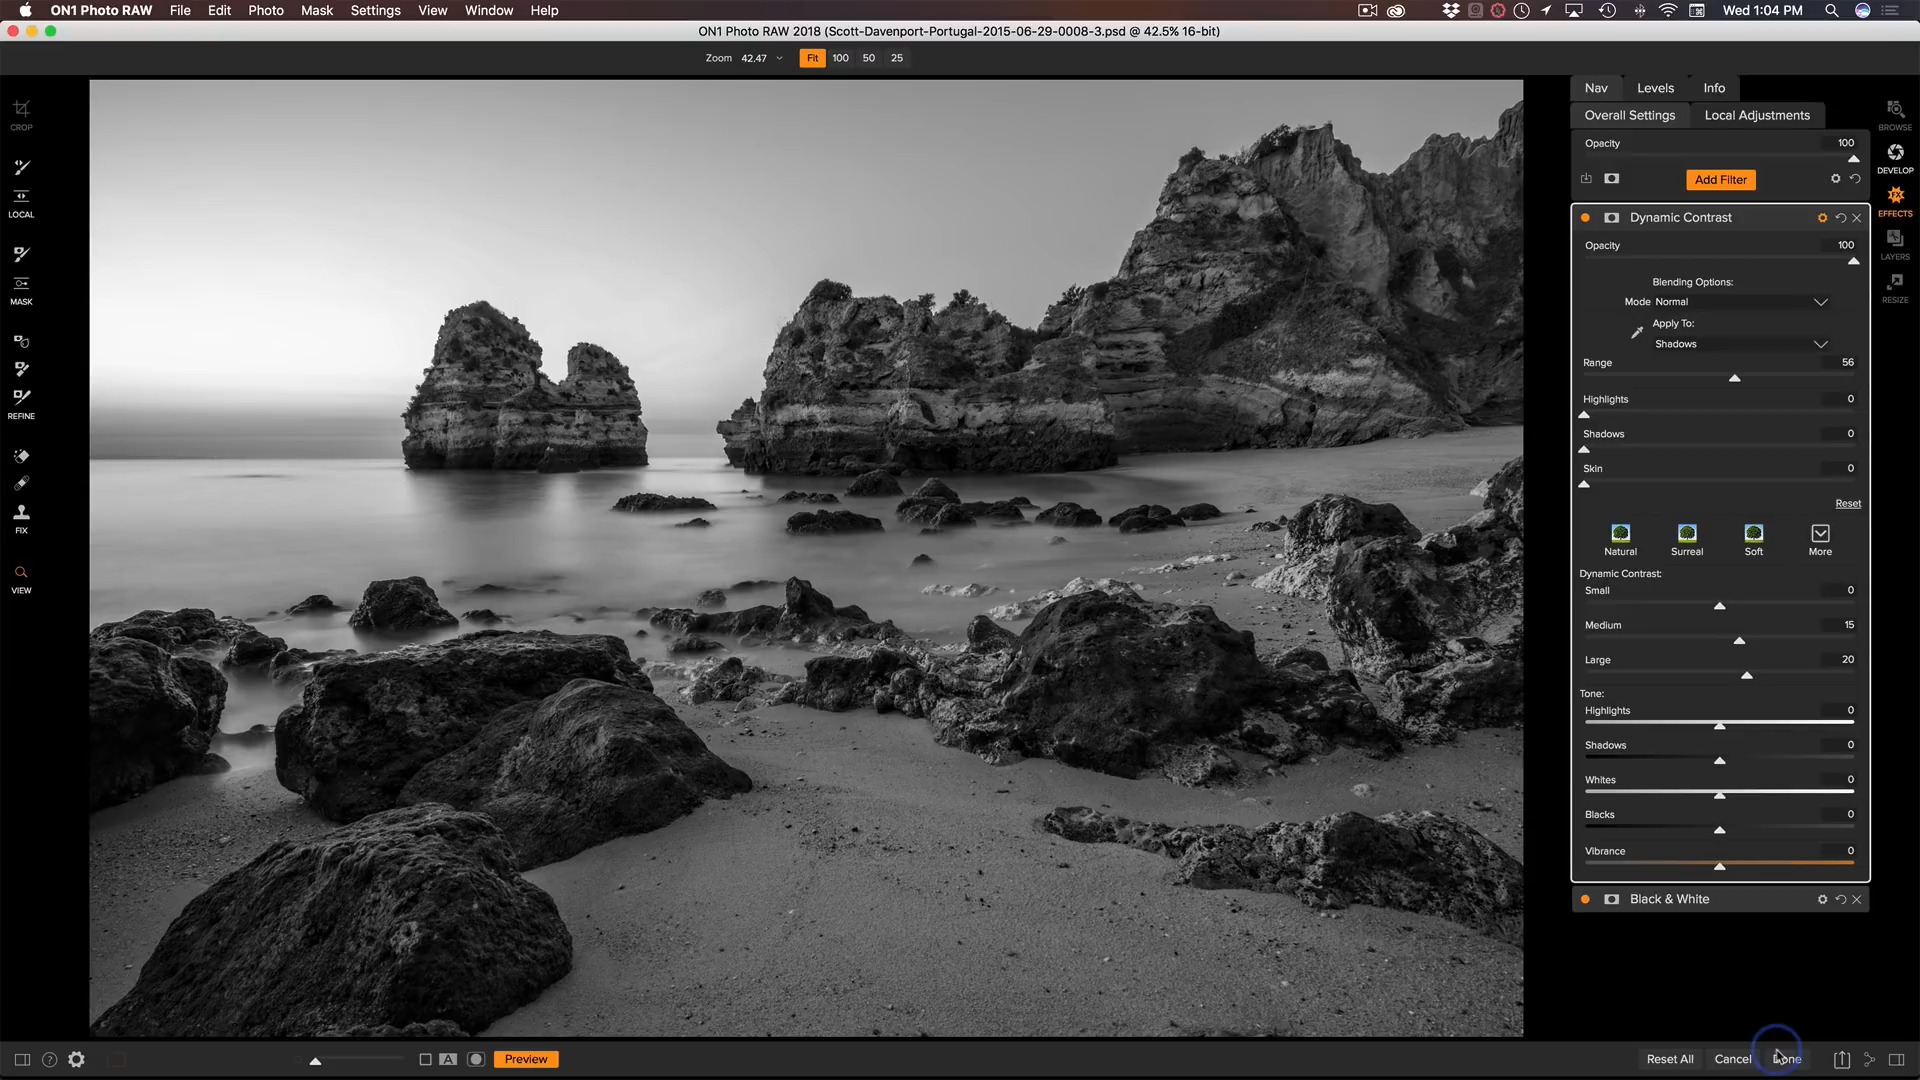 ON1 Photo RAW File Edit Photo Mask Settings View Window Help Wed 1:04 PM
ON1 Photo RAW 2018 (Scott-Davenport-Portugal-2015-06-29-0008-3.psd @ 42.5% 16-bit)
Zoom 42.47 Fit 100 50 25
CROP
LOCAL
MASK
REFINE
FIX
VIEW
Nav Levels Info
Overall Settings Local Adjustments
Opacity 100
Add Filter
Dynamic Contrast
Opacity 100
Blending Options:
Mode Normal
Apply To:
Shadows
Range 56
Highlights 0
Shadows 0
Skin 0
Reset
Natural Surreal Soft More
Dynamic Contrast:
Small 0
Medium 15
Large 20
Tone:
Highlights 0
Shadows 0
Whites 0
Blacks 0
Vibrance 0
Black & White
BROWSE
DEVELOP
FX
EFFECTS
LAYERS
RESIZE
? A Preview Reset All Cancel Done